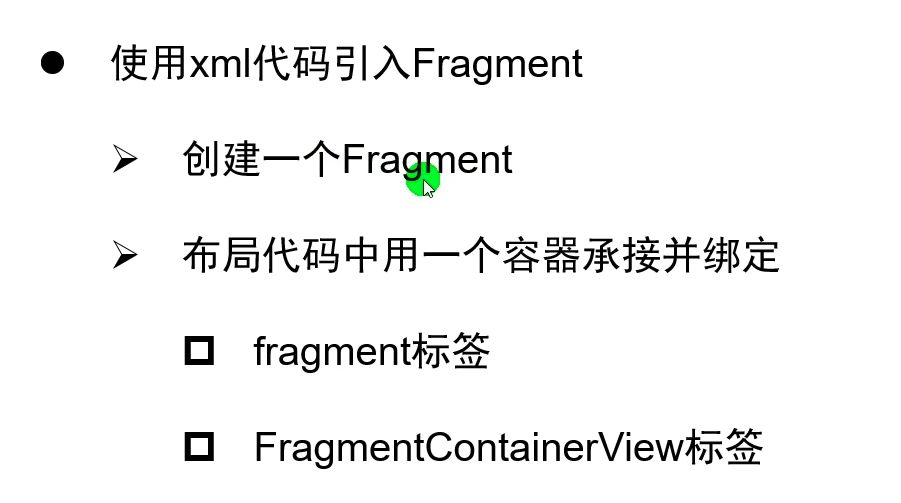 使用xml代码引入Fragment
创建一个Fragment
布局代码中用一个容器承接并绑定
fragment标签
FragmentContainerView标签